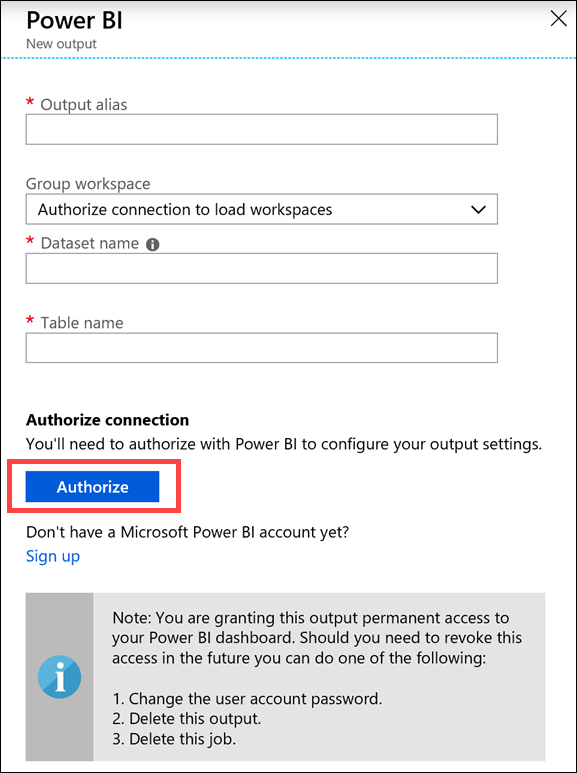 Power BI
New output
* Output alias
Group workspace
Authorize connection to load workspaces
* Dataset name
* Table name
Authorize connection
You'll need to authorize with Power BI to configure your output settings.
Authorize
Don't have a Microsoft Power BI account yet?
Sign up
Note: You are granting this output permanent access to
your Power BI dashboard. Should you need to revoke this
access in the future you can do one of the following:
1. Change the user account password.
2. Delete this output.
3. Delete this job.